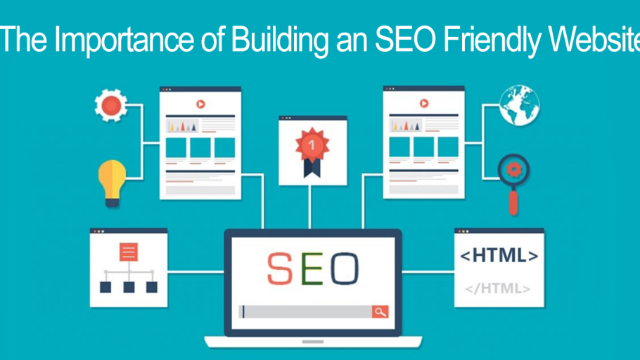 The Importance of Building an SEO Friendly Website
1
SEO
<HTML>
</HTML>